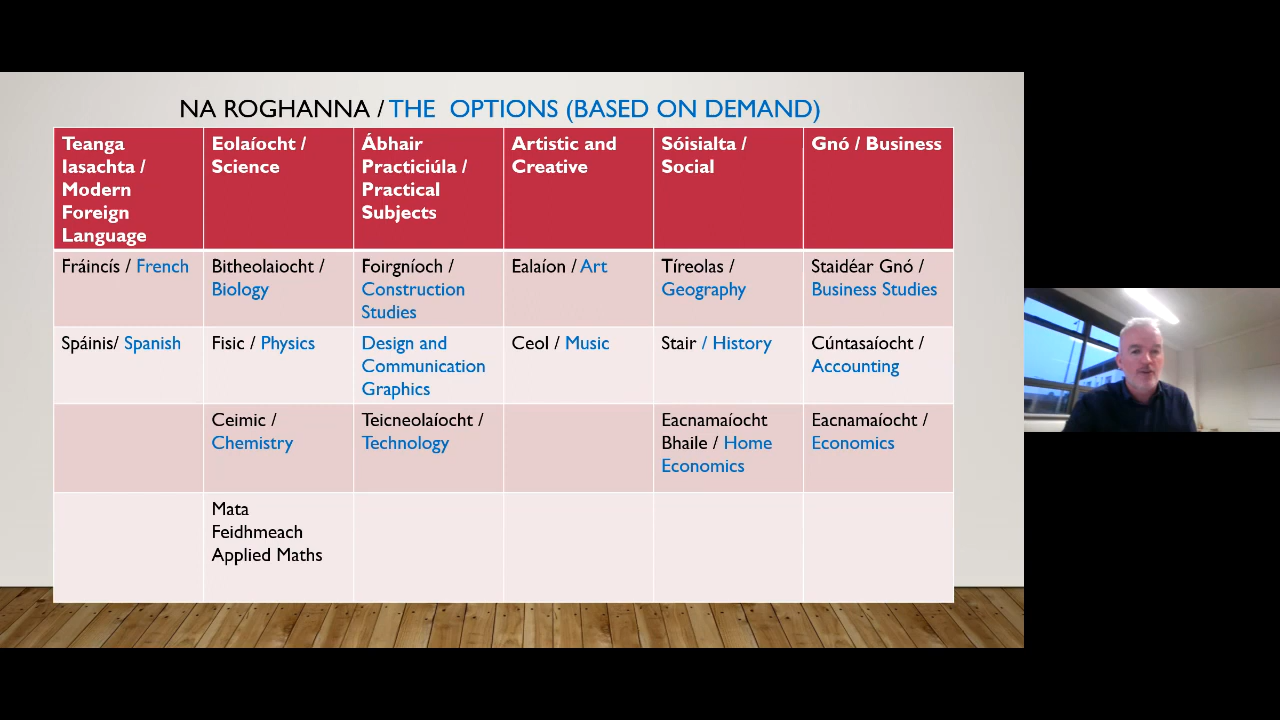 NA ROGHANNA / THE OPTIONS (BASED ON DEMAND)
Teanga
Iasachta /
Modern
Foreign
Language
Eolaíocht /
Science
Ábhair
Practiciúla /
Practical
Subjects
Artistic and
Creative
Sóisialta /
Social
Gnó / Business
Fráincís / French
Bitheolaiocht /
Biology
Foirgníoch /
Construction
Studies
Ealaíon / Art
Tíreolas /
Geography
Staidéar Gnó /
Business Studies
Spáinis/ Spanish
Fisic / Physics
Design and
Communication
Graphics
Ceol / Music
Stair / History
Cúntasaíocht /
Accounting
Ceimic /
Chemistry
Teicneolaíocht /
Technology
Eacnamaíocht
Bhaile / Home
Economics
Eacnamaíocht /
Economics
Mata
Feidhmeach
Applied Maths